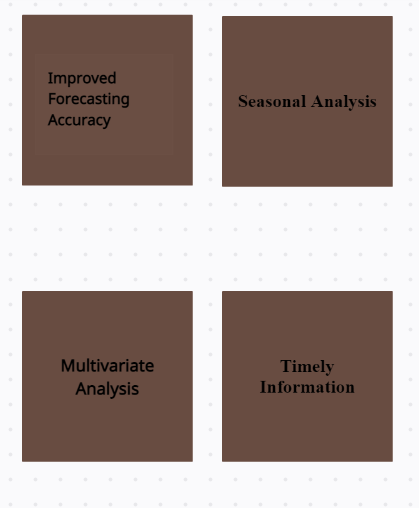 Improved
Forecasting
Accuracy
Seasonal Analysis
Multivariate
Analysis
Timely
Information